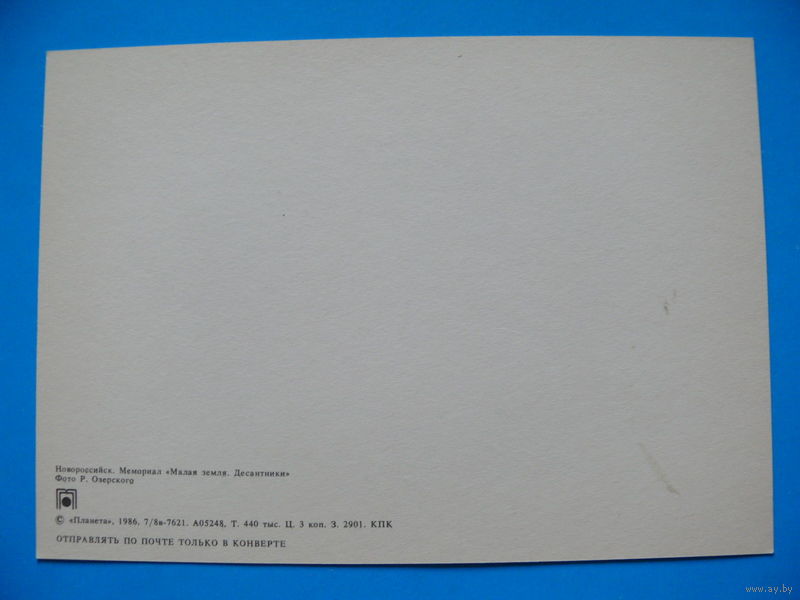 Новороссийск. Мемориал «Малая земля. Десантники»
Фото Р. Озерского
© «Планета», 1986, 7/8в-7621. А05248, Т. 440 тыс. Ц. 3 коп. З. 2901. КПК
ОТПРАВЛЯТЬ ПО ПОЧТЕ ТОЛЬКО В КОНВЕРТЕ
www.ay.by